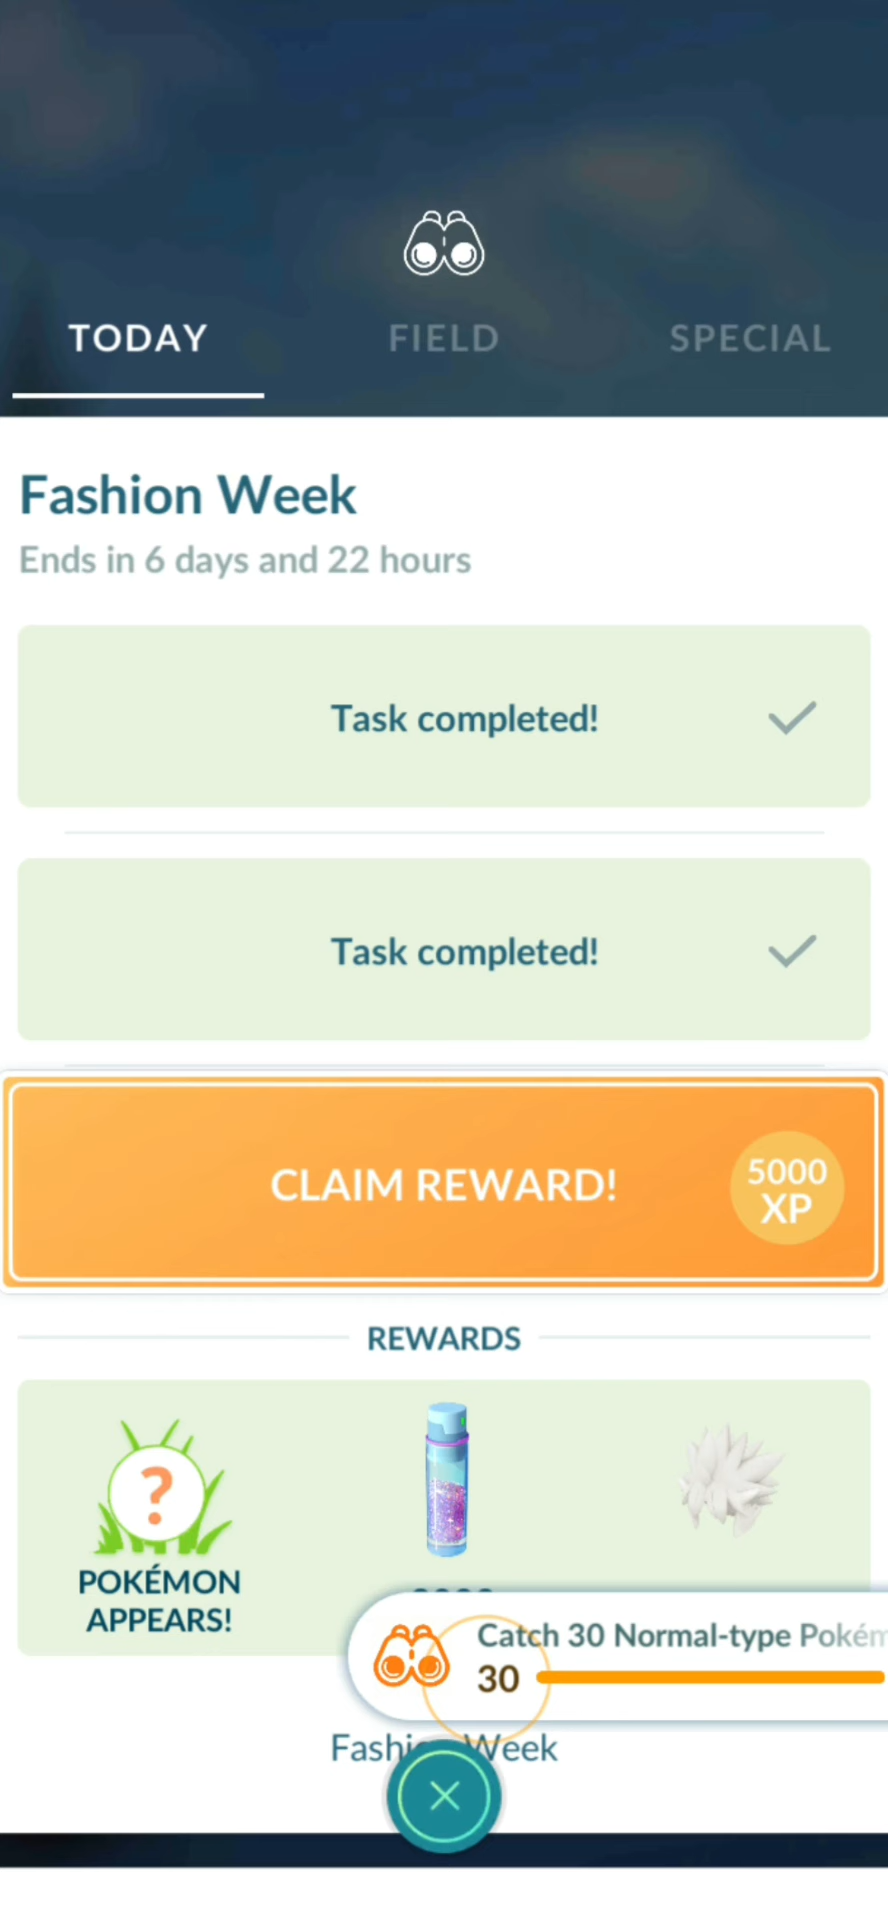 TODAY
FIELD
SPECIAL
Fashion Week
Ends in 6 days and 22 hours
Task completed!
Task completed!
CLAIM REWARD!
5000
XP
REWARDS
?
POKÉMON
APPEARS!
Catch 30 Normal-type Pokém
30